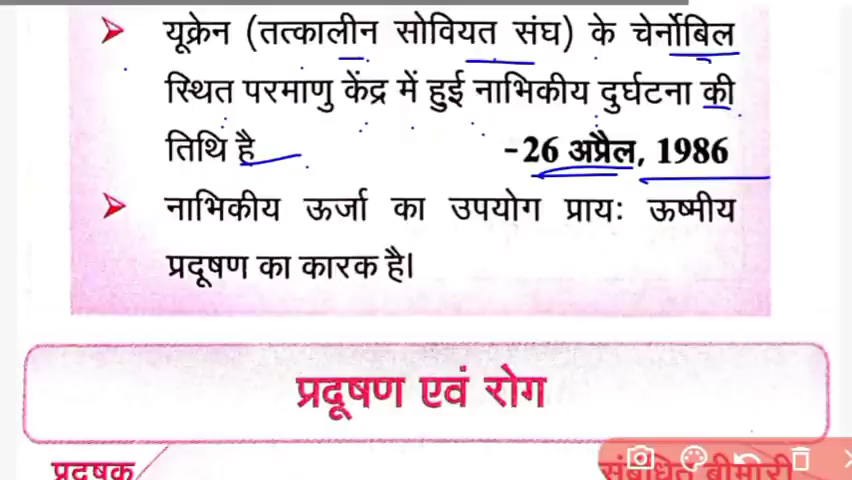 यूक्रेन (तत्कालीन सोवियत संघ) के चेर्नोबिल
स्थित परमाणु केंद्र में हुई नाभिकीय दुर्घटना की
तिथि है -26 अप्रैल, 1986
नाभिकीय ऊर्जा का उपयोग प्रायः ऊष्मीय
प्रदूषण का कारक है।
प्रदूषण एवं रोग
प्रदूषक संबंधित बीमारी